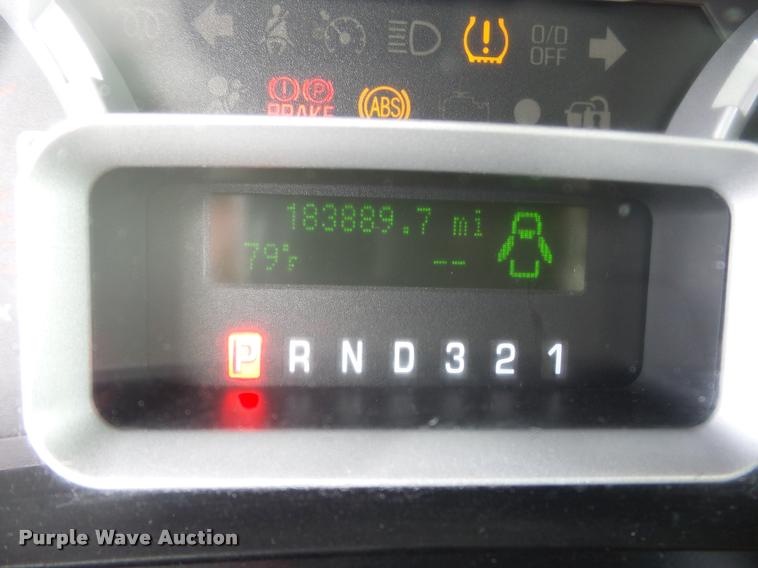 O/D
OFF
BRAKE
ABS
183889.7 mi
79°F --
P R N D 3 2 1
Purple Wave Auction